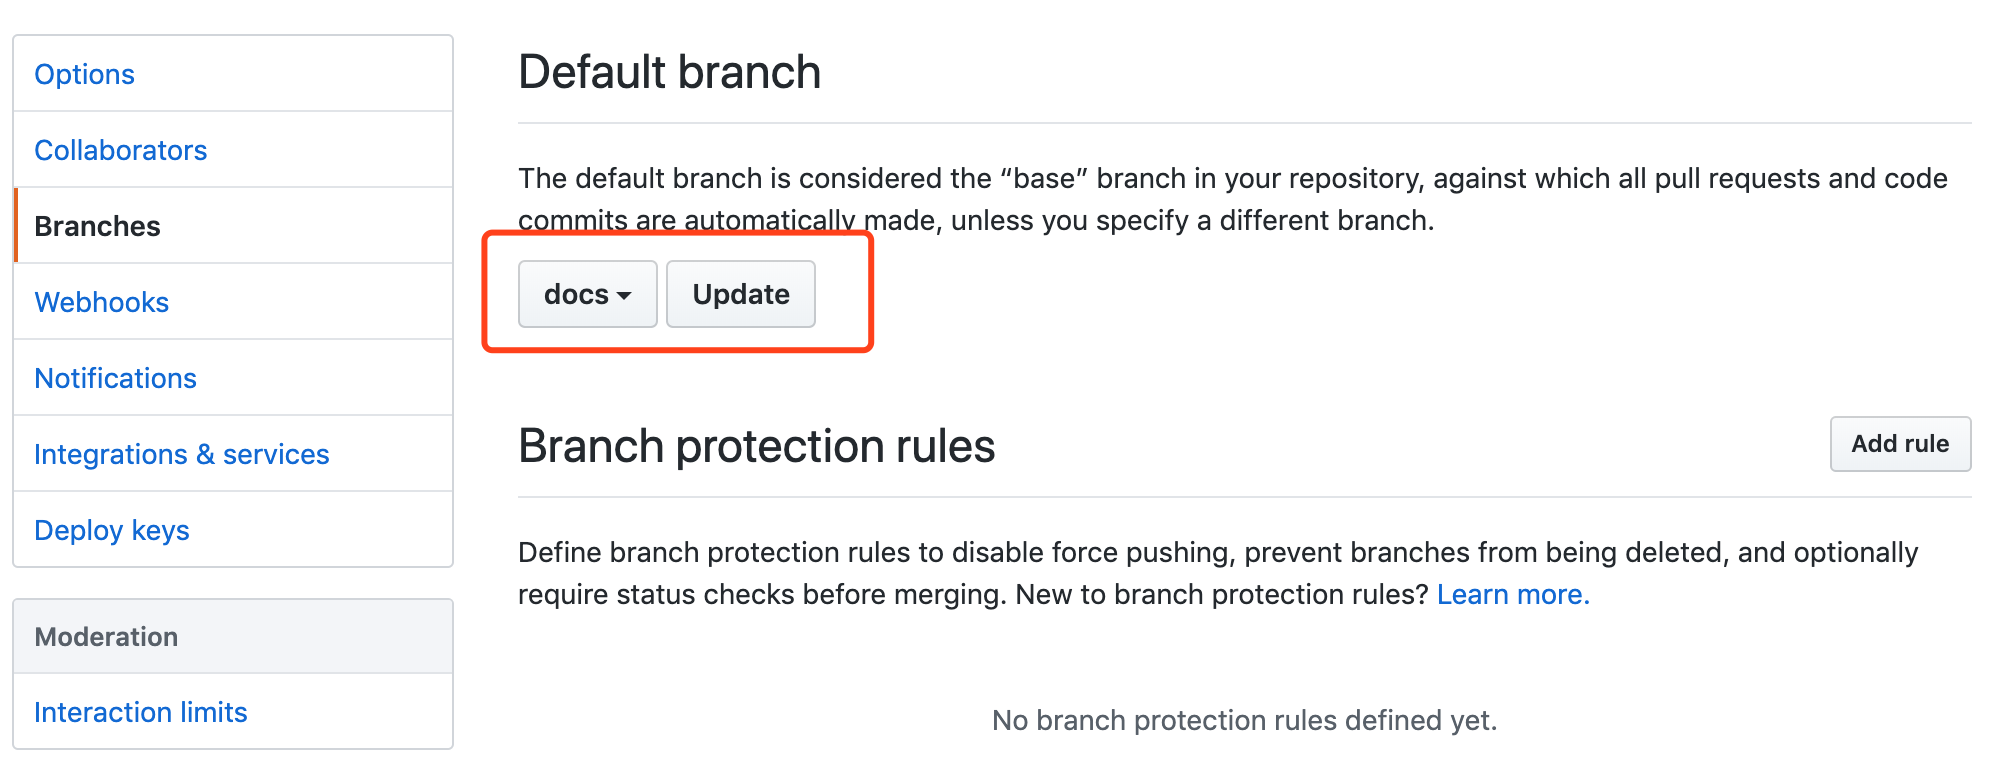 Options
Collaborators
Branches
Webhooks
Notifications
Integrations & services
Deploy keys
Moderation
Interaction limits
Default branch
The default branch is considered the “base” branch in your repository, against which all pull requests and code
commits are automatically made, unless you specify a different branch.
docs Update
Branch protection rules
Add rule
Define branch protection rules to disable force pushing, prevent branches from being deleted, and optionally
require status checks before merging. New to branch protection rules? Learn more.
No branch protection rules defined yet.